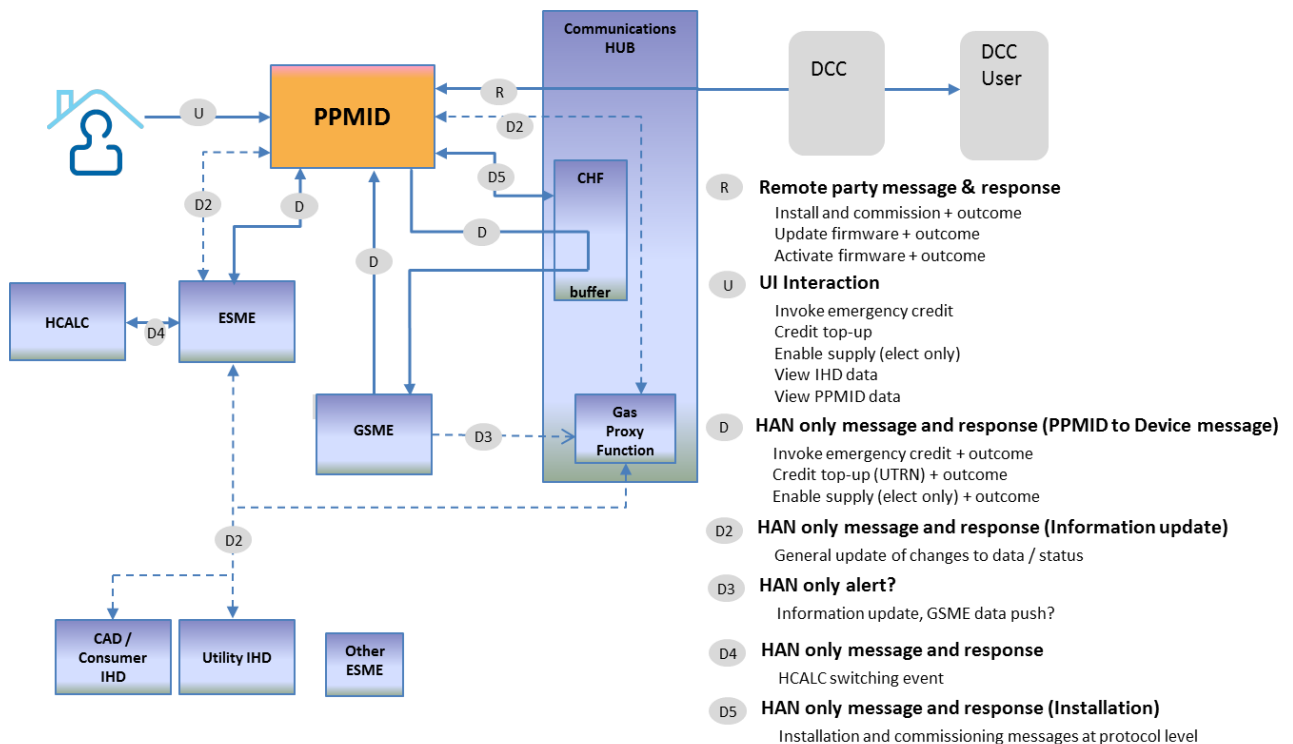 Communications
HUB
DCC
DCC
User
PPMID
R
U
D2
CHF
D5
D2
D
D
D
buffer
HCALC
D4
ESME
GSME
D3
Gas
Proxy
Function
D2
CAD /
Consumer
IHD
Utility IHD
Other
ESME
R Remote party message & response
Install and commission + outcome
Update firmware + outcome
Activate firmware + outcome
U UI Interaction
Invoke emergency credit
Credit top-up
Enable supply (elect only)
View IHD data
View PPMID data
D HAN only message and response (PPMID to Device message)
Invoke emergency credit + outcome
Credit top-up (UTRN) + outcome
Enable supply (elect only) + outcome
D2 HAN only message and response (Information update)
General update of changes to data / status
D3 HAN only alert?
Information update, GSME data push?
D4 HAN only message and response
HCALC switching event
D5 HAN only message and response (Installation)
Installation and commissioning messages at protocol level